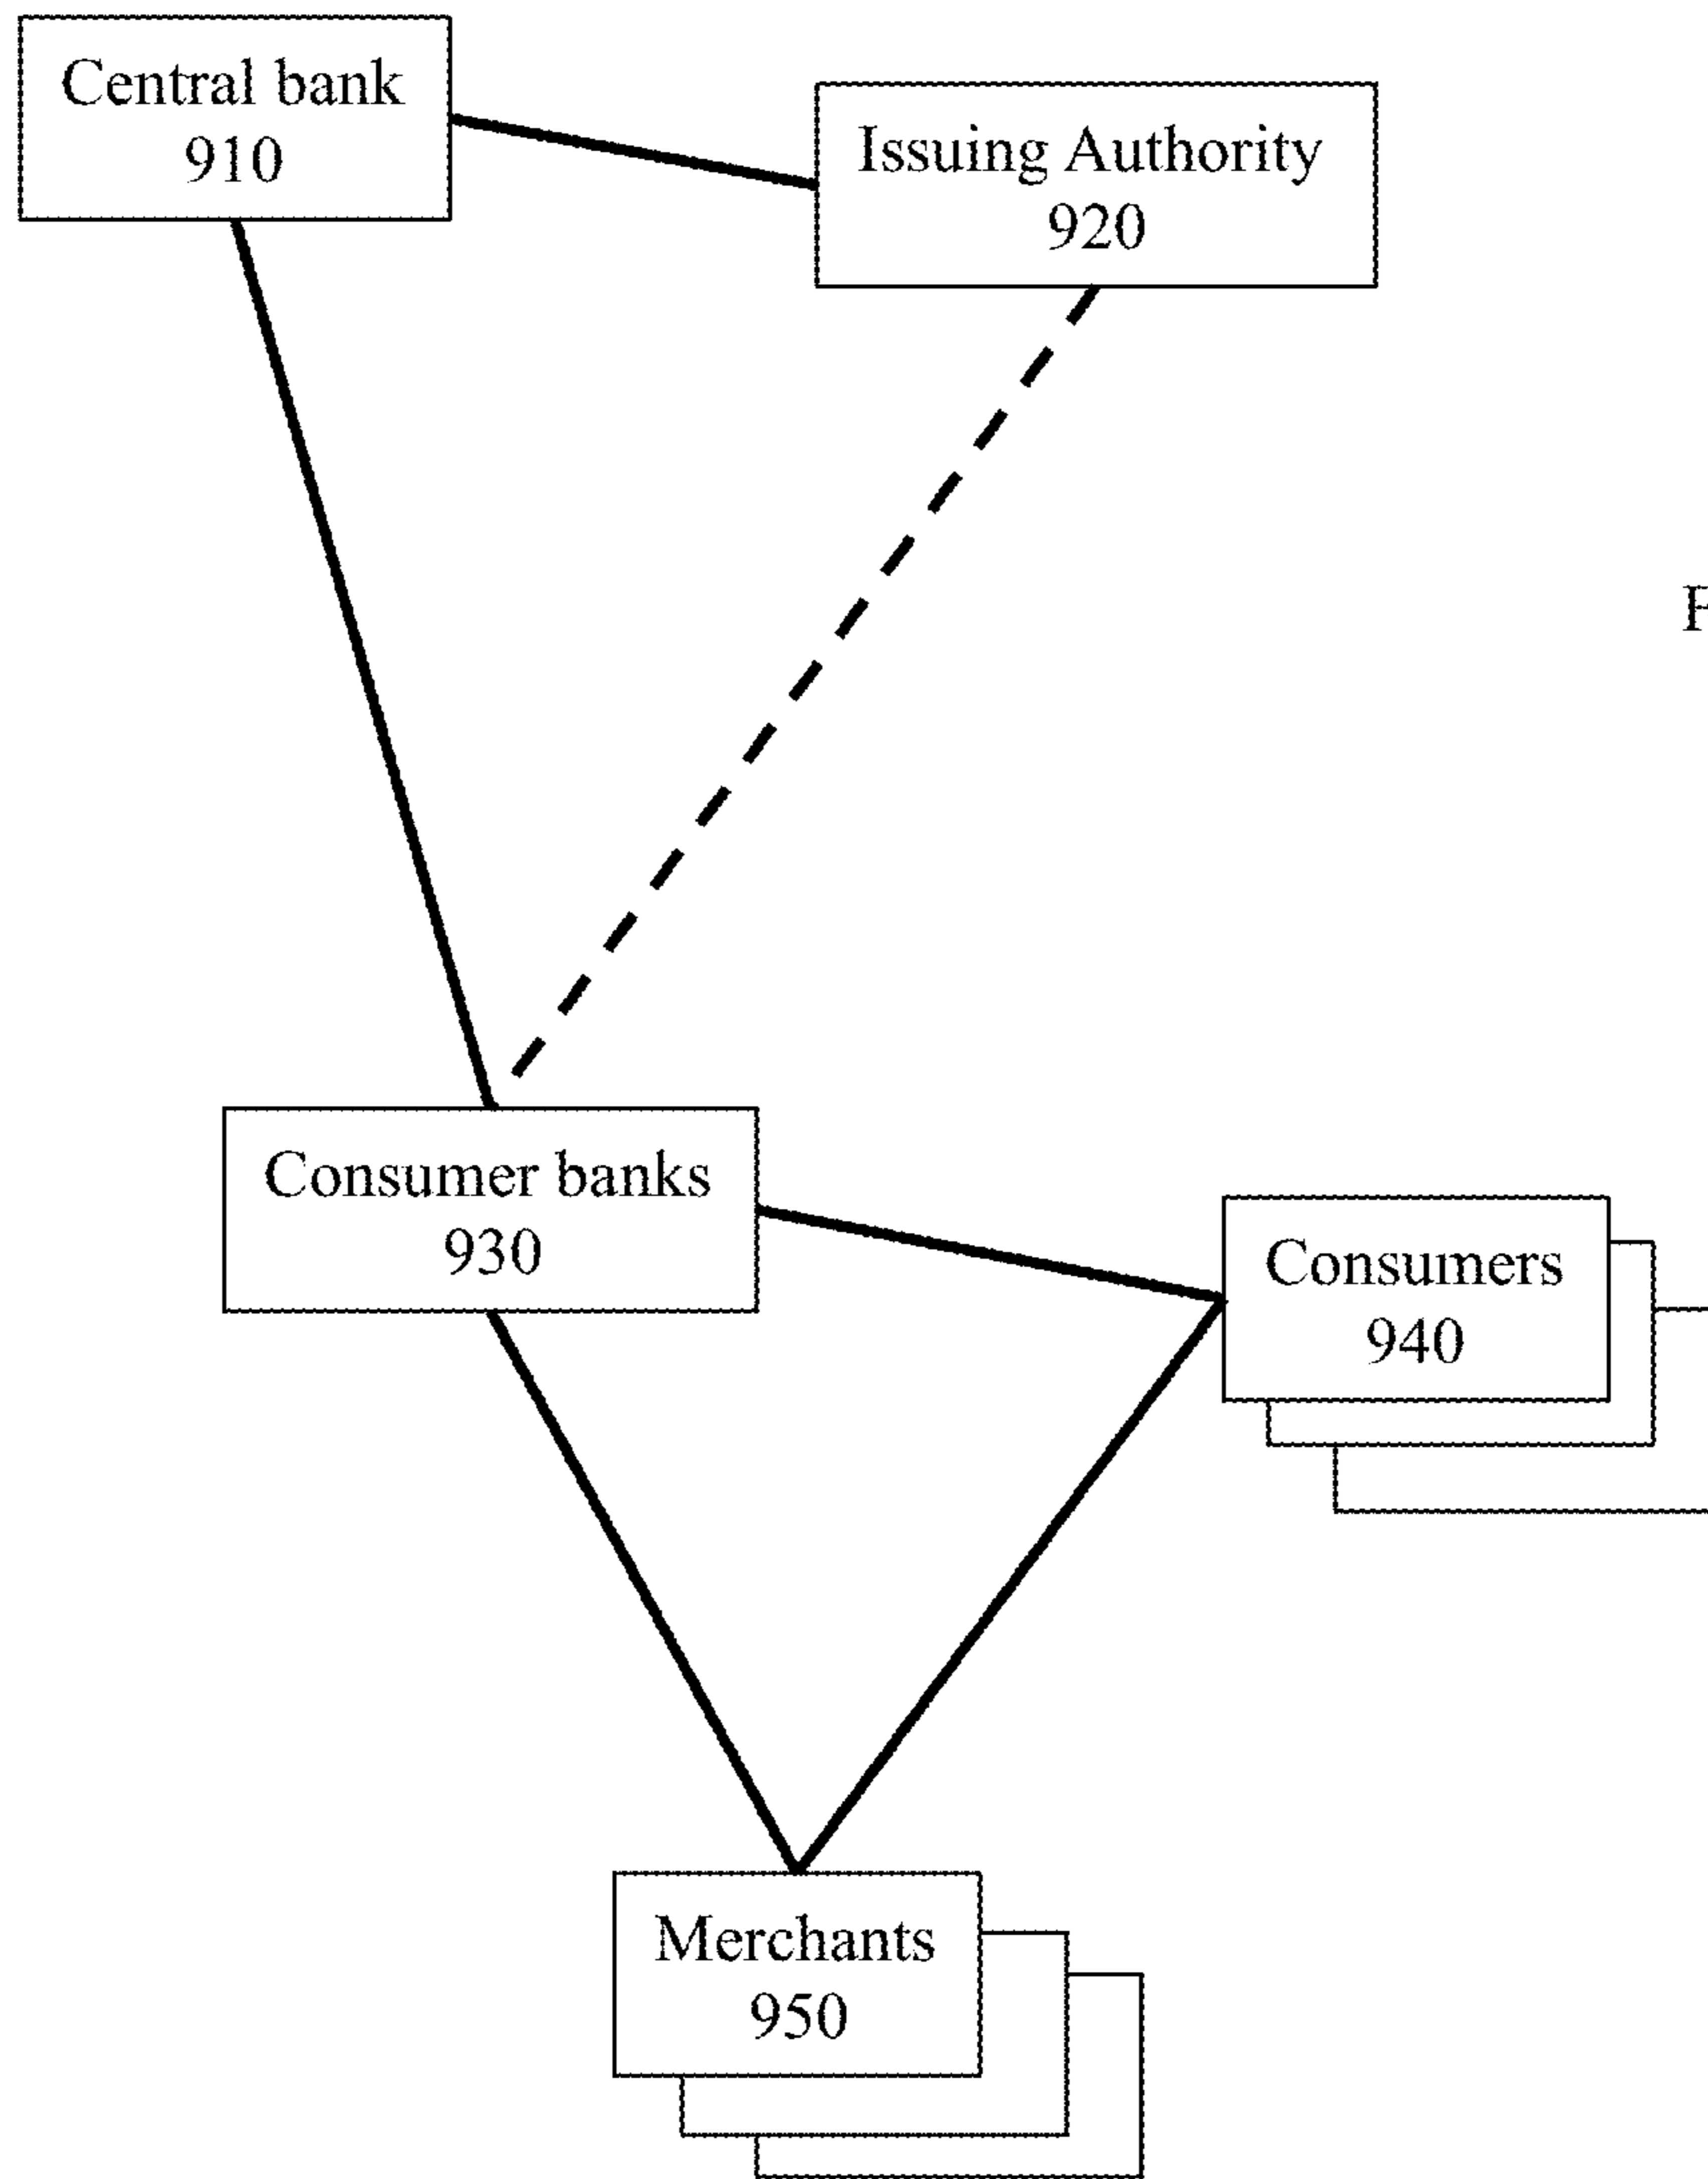 Central bank
910
Issuing Authority
920
Consumer banks
930
Consumers
940
Merchants
950